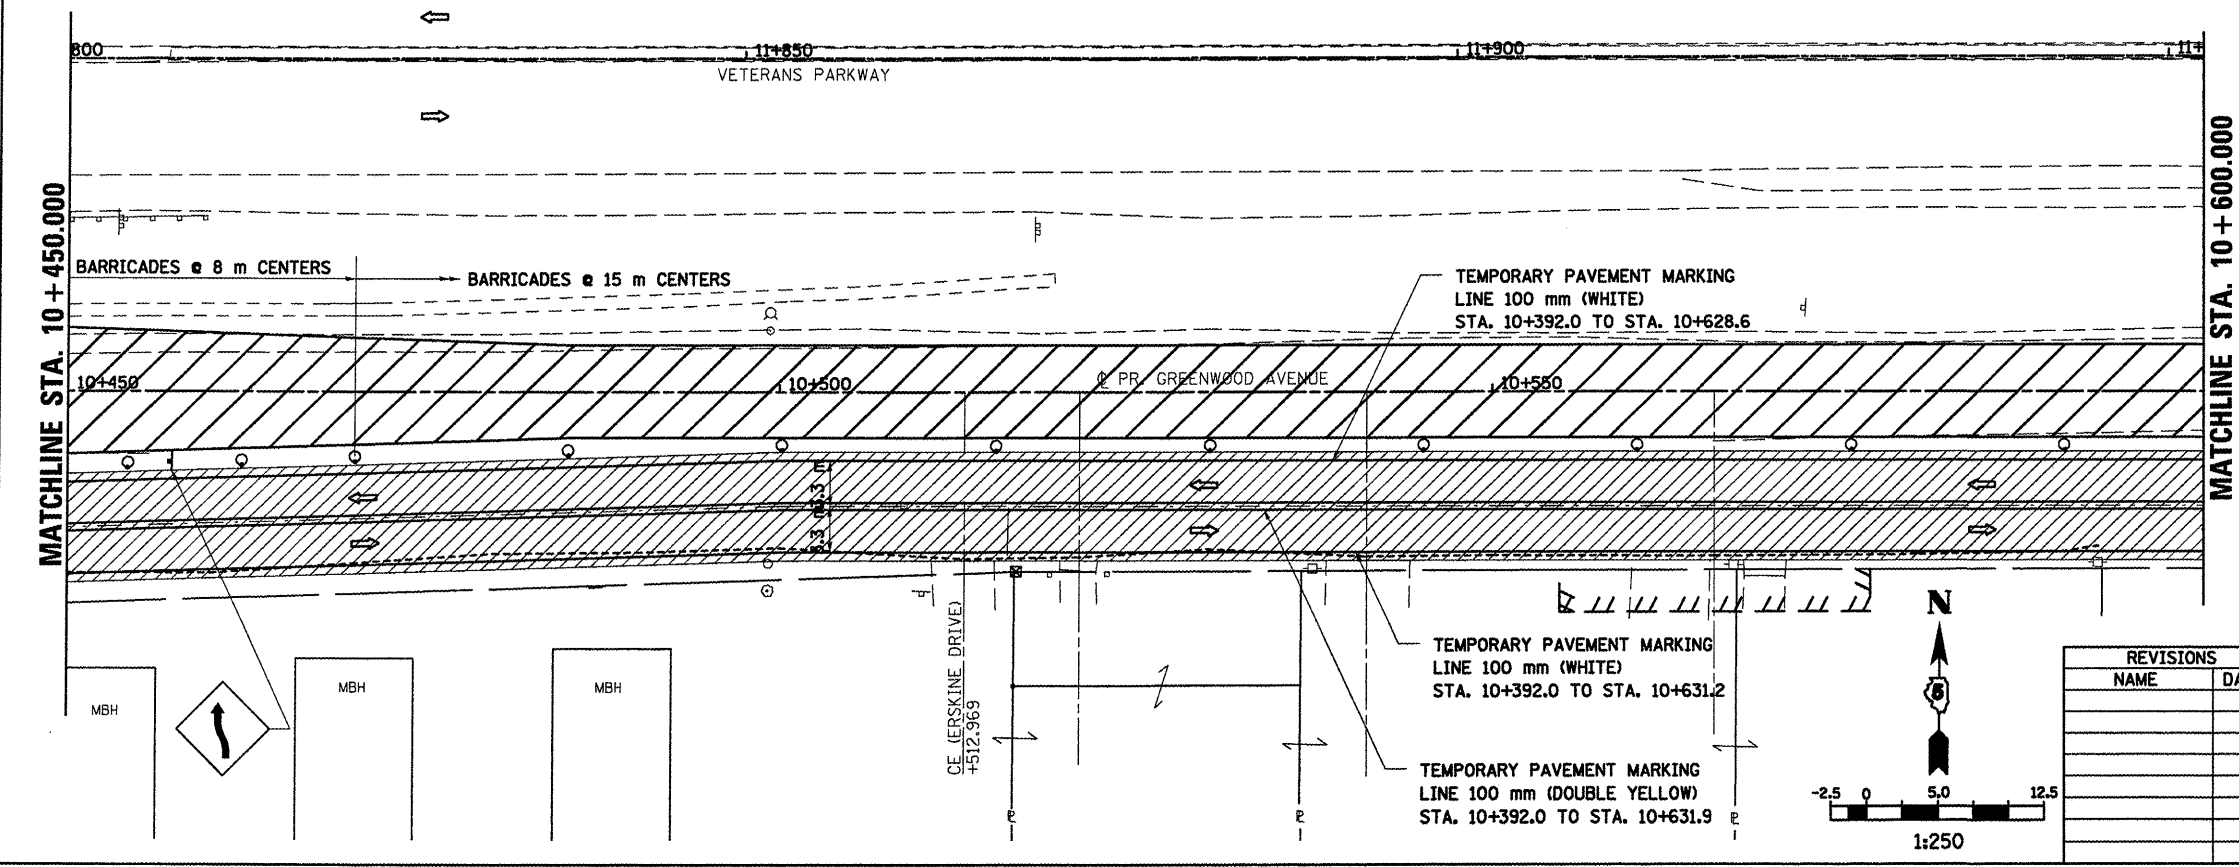 800
11+850
11+900
11+
VETERANS PARKWAY
MATCHLINE STA. 10+450.000
MATCHLINE STA. 10+600.000
BARRICADES @ 8 m CENTERS
BARRICADES @ 15 m CENTERS
TEMPORARY PAVEMENT MARKING
LINE 100 mm (WHITE)
STA. 10+392.0 TO STA. 10+628.6
10+450
10+500
℄ PR. GREENWOOD AVENUE
10+550
3.3 m
3.3 m
CE (ERSKINE DRIVE)
+512.969
TEMPORARY PAVEMENT MARKING
LINE 100 mm (WHITE)
STA. 10+392.0 TO STA. 10+631.2
TEMPORARY PAVEMENT MARKING
LINE 100 mm (DOUBLE YELLOW)
STA. 10+392.0 TO STA. 10+631.9
MBH
MBH
MBH
N
5
-2.5 0 5.0 12.5
1:250
REVISIONS
NAME DA